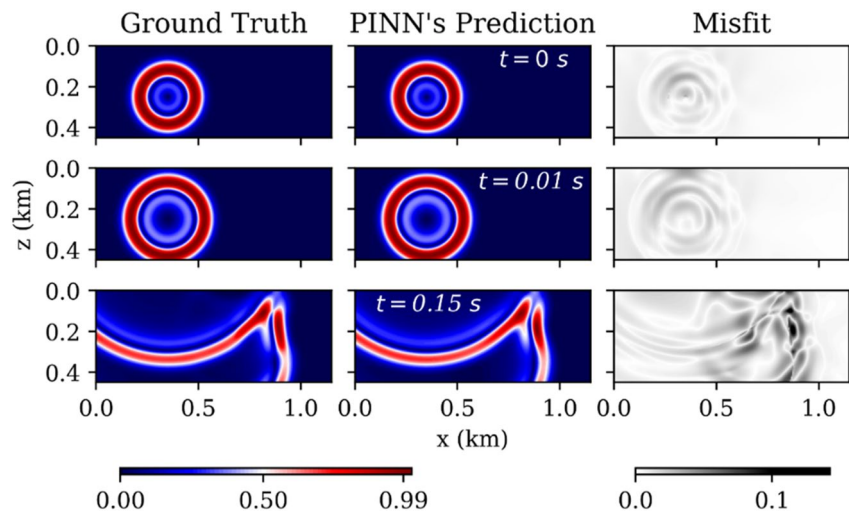 Ground Truth PINN's Prediction Misfit
0.0
0.2
0.4
t = 0 s
0.0
0.2
0.4
t = 0.01 s
z (km)
0.0
0.2
0.4
t = 0.15 s
0.0 0.5 1.0 0.0 0.5 1.0 0.0 0.5 1.0
x (km)
0.00 0.50 0.99 0.0 0.1